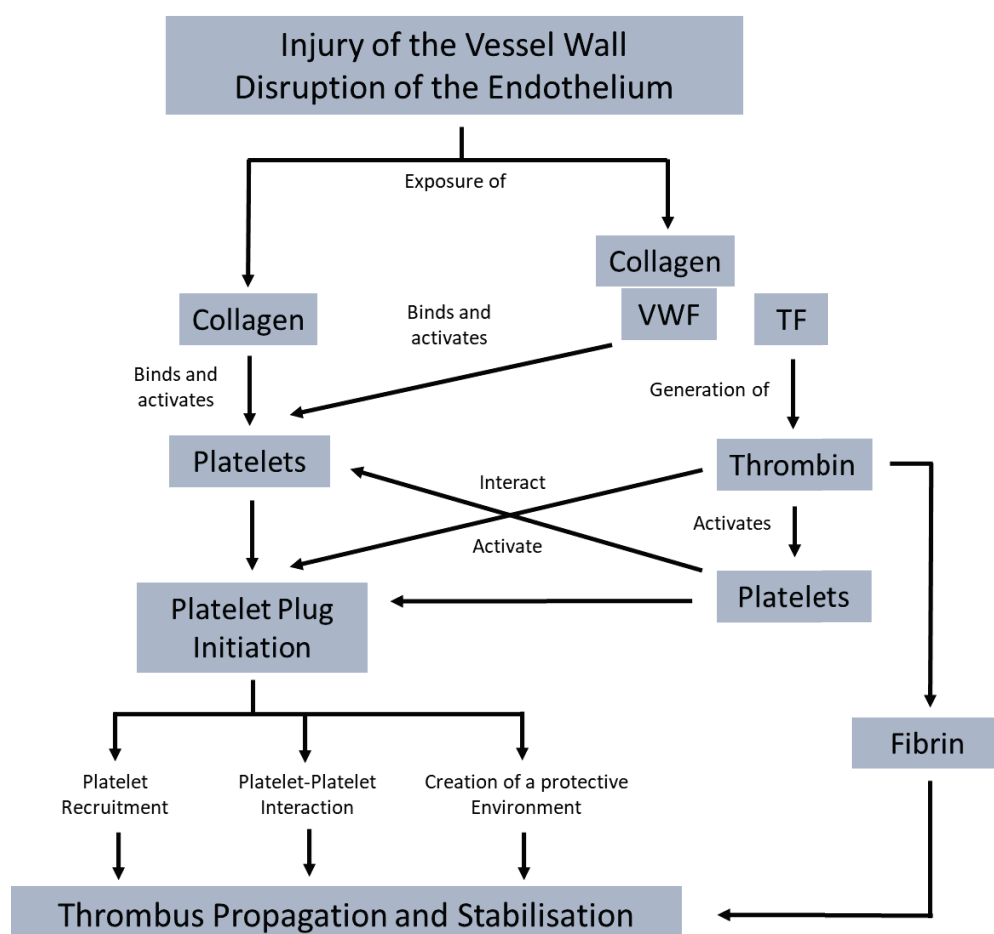 Injury of the Vessel Wall
Disruption of the Endothelium
Exposure of
Collagen
VWF
TF
Collagen
Binds and
activates
Binds and
activates
Generation of
Platelets
Thrombin
Interact
Activates
Activate
Platelets
Platelet Plug
Initiation
Fibrin
Platelet
Recruitment
Platelet-Platelet
Interaction
Creation of a protective
Environment
Thrombus Propagation and Stabilisation